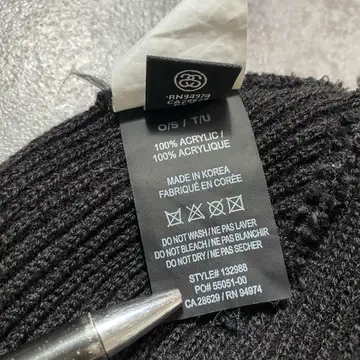 RN94974
O/S / T/U
100% ACRYLIC /
100% ACRYLIQUE
MADE IN KOREA
FABRIQUÉ EN CORÉE
DO NOT WASH / NE PAS LAVER
DO NOT BLEACH / NE PAS BLANCHIR
DO NOT DRY / NE PAS SECHER
STYLE# 132988
PO# 55051-00
CA 28629 / RN 94974